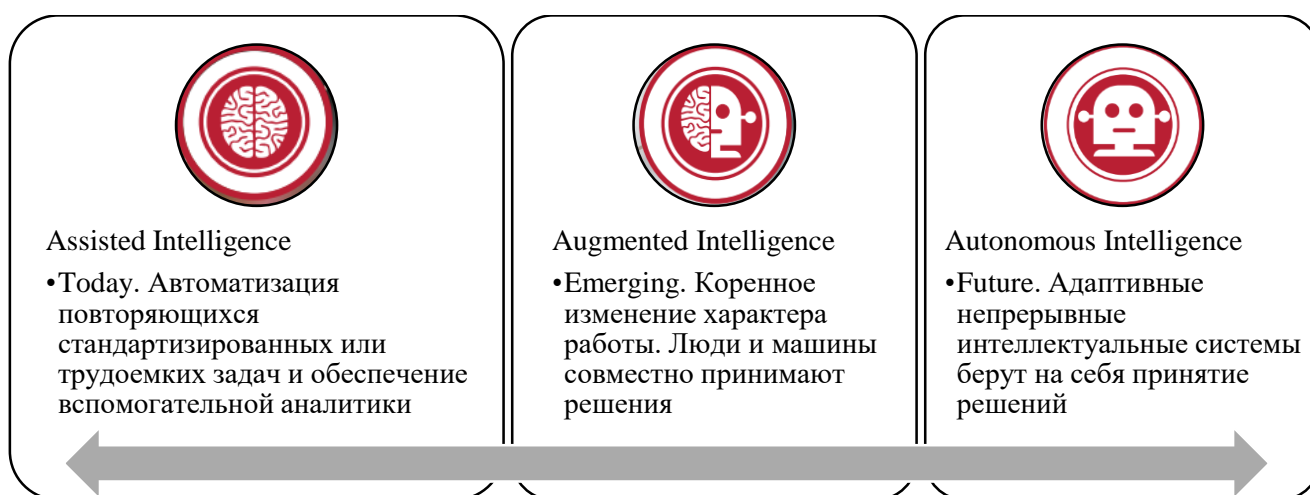 Assisted Intelligence
•Today. Автоматизация
повторяющихся
стандартизированных или
трудоемких задач и обеспечение
вспомогательной аналитики
Augmented Intelligence
•Emerging. Коренное
изменение характера
работы. Люди и машины
совместно принимают
решения
Autonomous Intelligence
•Future. Адаптивные
непрерывные
интеллектуальные системы
берут на себя принятие
решений